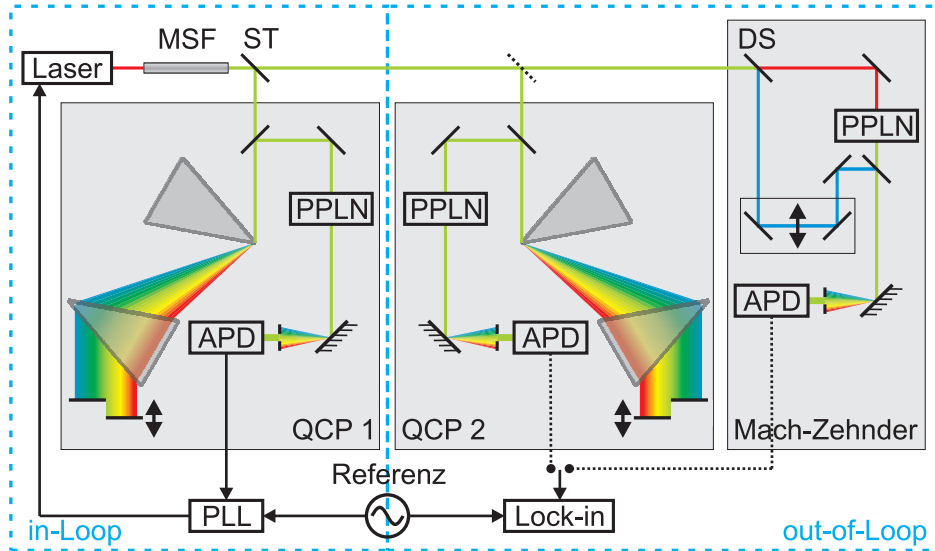 MSF
ST
DS
Laser
PPLN
PPLN
PPLN
APD
APD
APD
QCP 1
QCP 2
Mach-Zehnder
Referenz
PLL
Lock-in
in-Loop
out-of-Loop